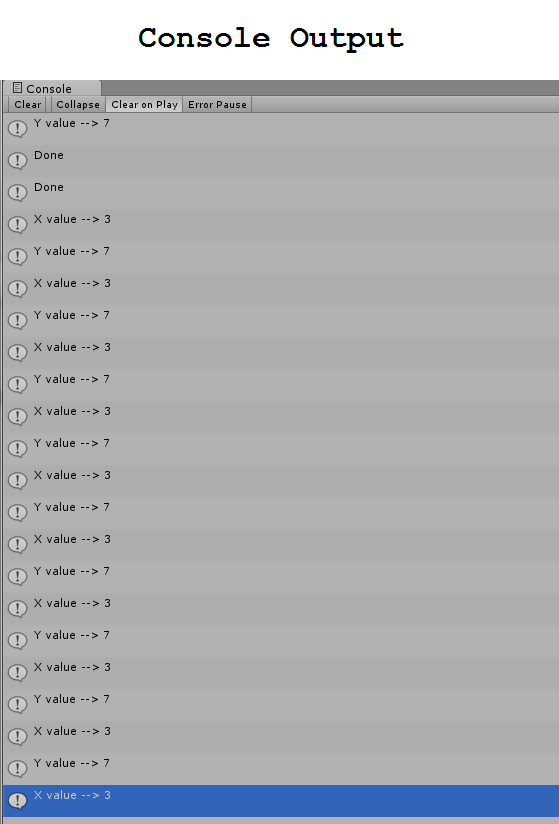 Console Output
Console
Clear Collapse Clear on Play Error Pause
Y value --> 7
Done
Done
X value --> 3
Y value --> 7
X value --> 3
Y value --> 7
X value --> 3
Y value --> 7
X value --> 3
Y value --> 7
X value --> 3
Y value --> 7
X value --> 3
Y value --> 7
X value --> 3
Y value --> 7
X value --> 3
Y value --> 7
X value --> 3
Y value --> 7
X value --> 3